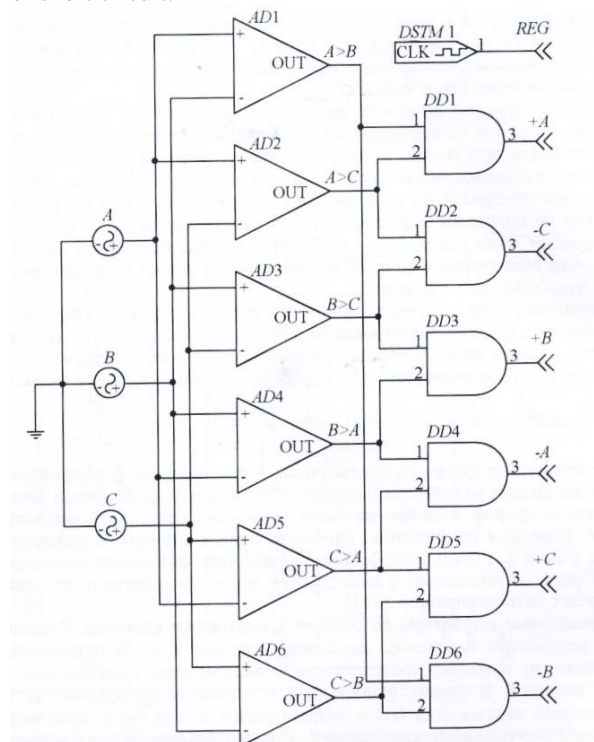 AD1
+
-
OUT
A>B
DSTM 1
CLK
1
REG
AD2
+
-
OUT
A>C
DD1
1
2
3
+A
A
AD3
+
-
OUT
B>C
DD2
1
2
3
-C
B
AD4
+
-
OUT
B>A
DD3
1
2
3
+B
C
AD5
+
-
OUT
C>A
DD4
1
2
3
-A
AD6
+
-
OUT
C>B
DD5
1
2
3
+C
DD6
1
2
3
-B